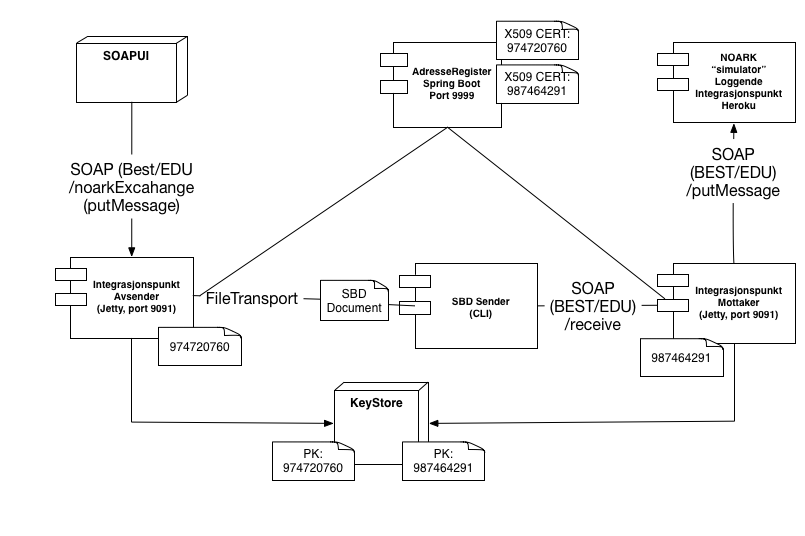 SOAPUI
X509 CERT:
974720760
AdresseRegister
Spring Boot
Port 9999
X509 CERT:
987464291
NOARK
"simulator"
Loggende
Integrasjonspunkt
Heroku
SOAP (Best/EDU
/noarkExcahange
(putMessage)
SOAP
(BEST/EDU)
/putMessage
Integrasjonspunkt
Avsender
(Jetty, port 9091)
974720760
FileTransport
SBD
Document
SBD Sender
(CLI)
SOAP
(BEST/EDU)
/receive
Integrasjonspunkt
Mottaker
(Jetty, port 9091)
987464291
KeyStore
PK:
974720760
PK:
987464291